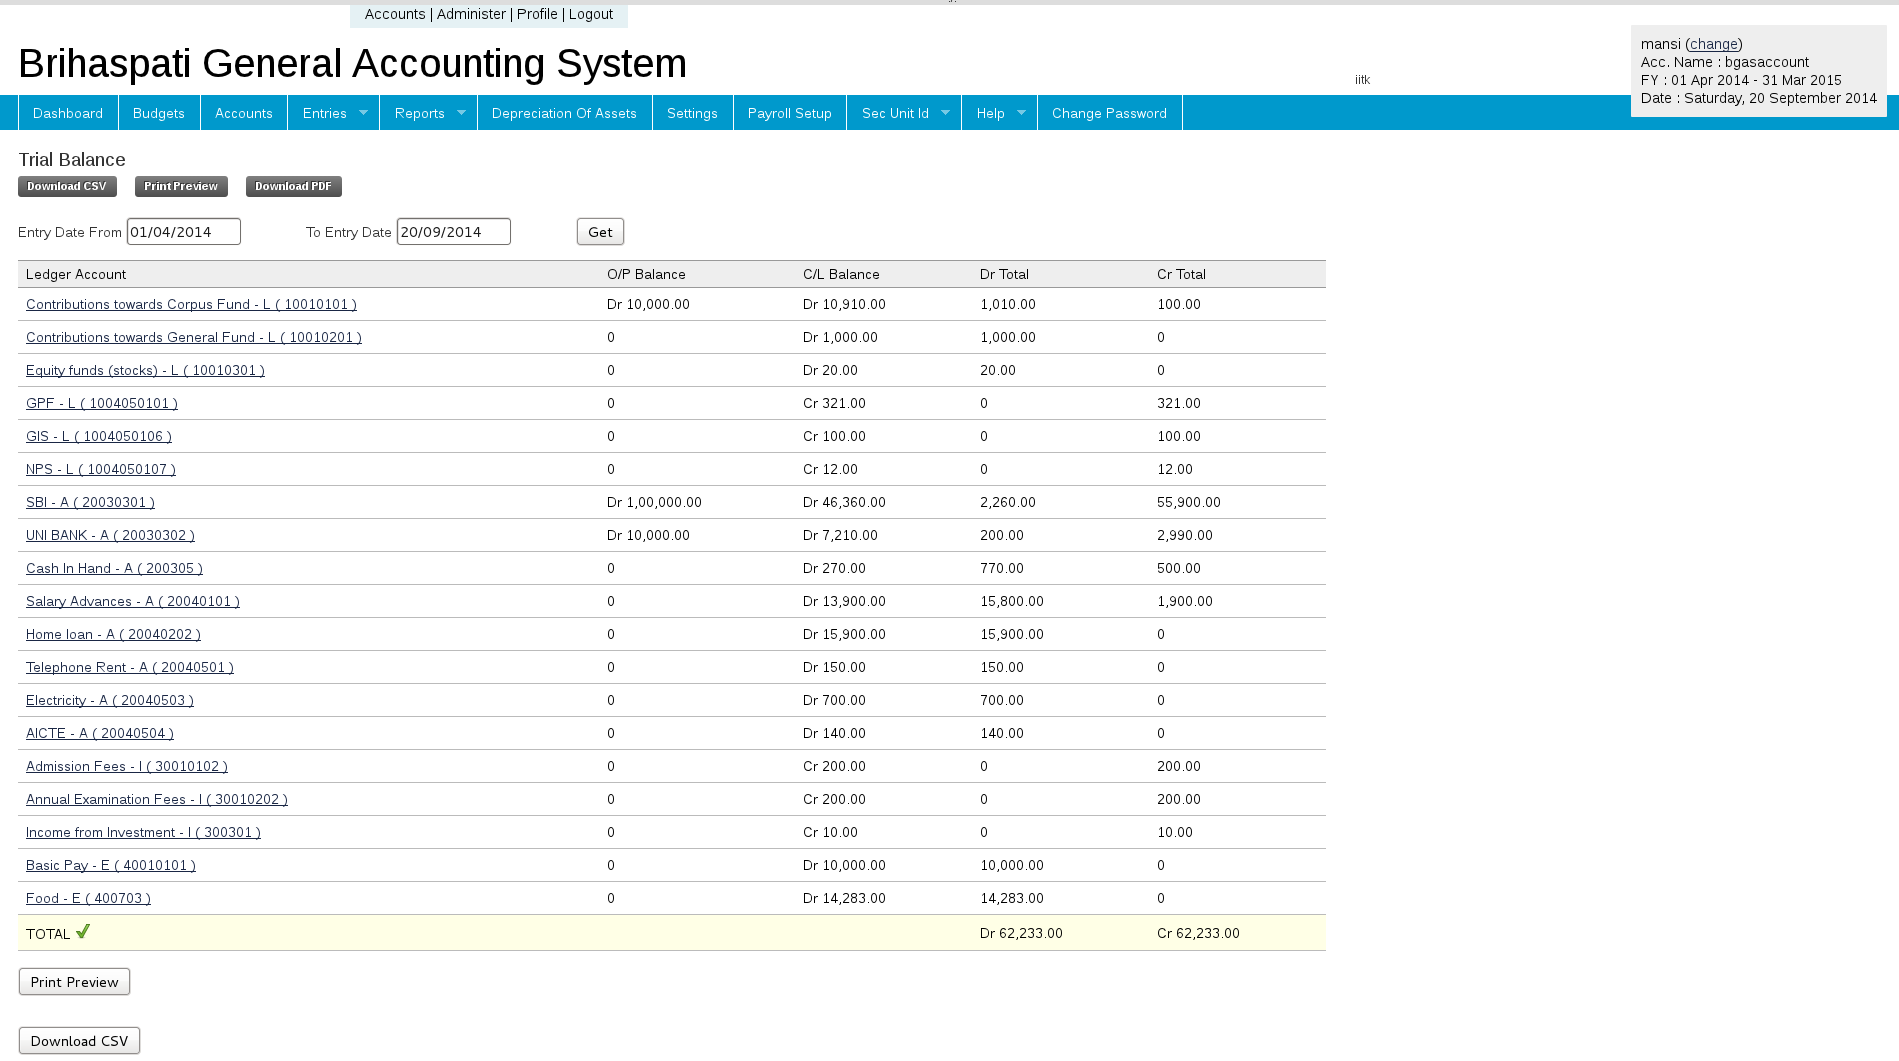 Accounts | Administer | Profile | Logout
Brihaspati General Accounting System
iitk
mansi (change)
Acc. Name : bgasaccount
FY : 01 Apr 2014 - 31 Mar 2015
Date : Saturday, 20 September 2014
Dashboard Budgets Accounts Entries Reports Depreciation Of Assets Settings Payroll Setup Sec Unit Id Help Change Password
Trial Balance
Download CSV Print Preview Download PDF
Entry Date From 01/04/2014 To Entry Date 20/09/2014 Get
Ledger Account O/P Balance C/L Balance Dr Total Cr Total
Contributions towards Corpus Fund - L ( 10010101 ) Dr 10,000.00 Dr 10,910.00 1,010.00 100.00
Contributions towards General Fund - L ( 10010201 ) 0 Dr 1,000.00 1,000.00 0
Equity funds (stocks) - L ( 10010301 ) 0 Dr 20.00 20.00 0
GPF - L ( 1004050101 ) 0 Cr 321.00 0 321.00
GIS - L ( 1004050106 ) 0 Cr 100.00 0 100.00
NPS - L ( 1004050107 ) 0 Cr 12.00 0 12.00
SBI - A ( 20030301 ) Dr 1,00,000.00 Dr 46,360.00 2,260.00 55,900.00
UNI BANK - A ( 20030302 ) Dr 10,000.00 Dr 7,210.00 200.00 2,990.00
Cash In Hand - A ( 200305 ) 0 Dr 270.00 770.00 500.00
Salary Advances - A ( 20040101 ) 0 Dr 13,900.00 15,800.00 1,900.00
Home loan - A ( 20040202 ) 0 Dr 15,900.00 15,900.00 0
Telephone Rent - A ( 20040501 ) 0 Dr 150.00 150.00 0
Electricity - A ( 20040503 ) 0 Dr 700.00 700.00 0
AICTE - A ( 20040504 ) 0 Dr 140.00 140.00 0
Admission Fees - I ( 30010102 ) 0 Cr 200.00 0 200.00
Annual Examination Fees - I ( 30010202 ) 0 Cr 200.00 0 200.00
Income from Investment - I ( 300301 ) 0 Cr 10.00 0 10.00
Basic Pay - E ( 40010101 ) 0 Dr 10,000.00 10,000.00 0
Food - E ( 400703 ) 0 Dr 14,283.00 14,283.00 0
TOTAL Dr 62,233.00 Cr 62,233.00
Print Preview
Download CSV